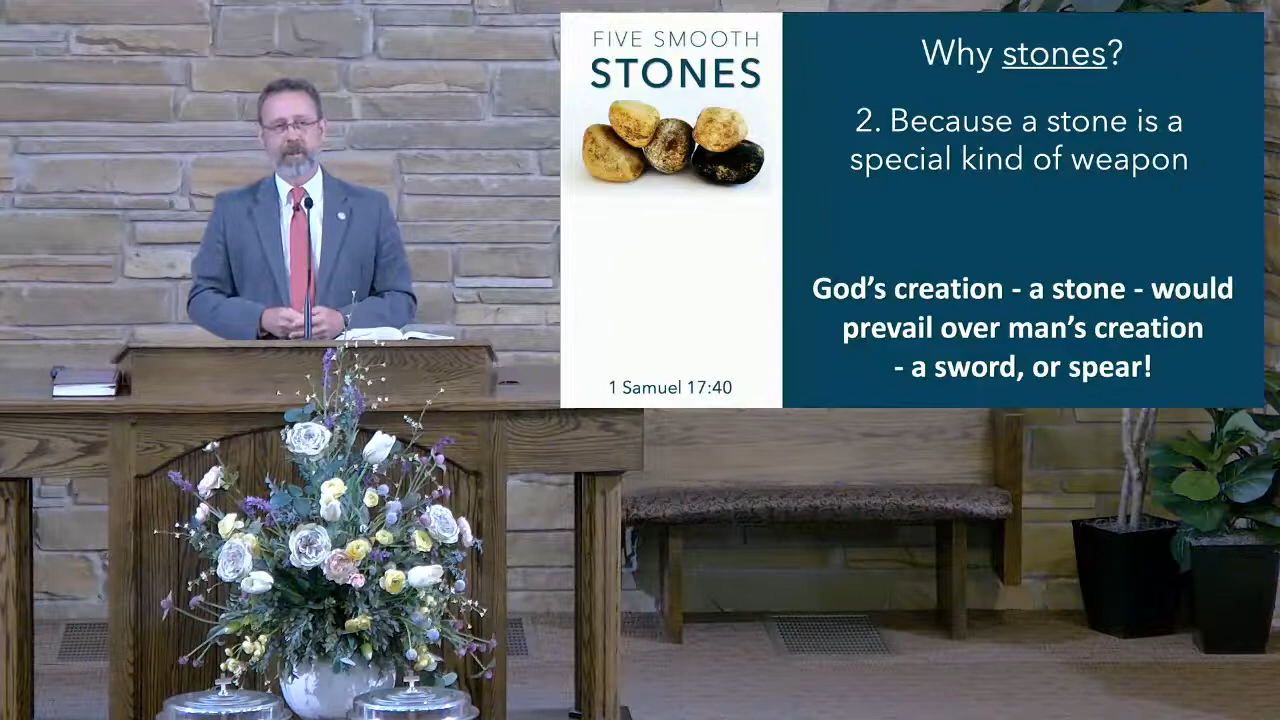 FIVE SMOOTH
STONES
1 Samuel 17:40
Why stones?
2. Because a stone is a
special kind of weapon
God’s creation - a stone - would
prevail over man’s creation
- a sword, or spear!